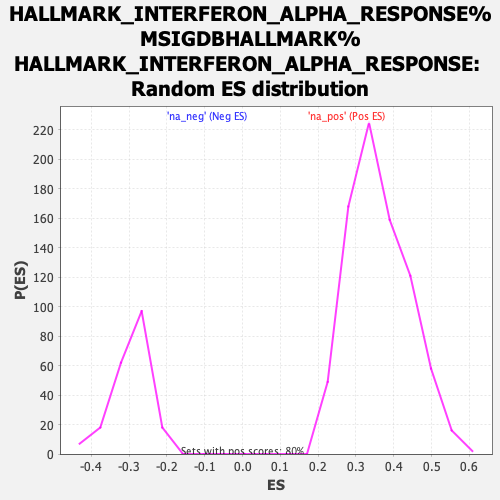 HALLMARK_INTERFERON_ALPHA_RESPONSE%
MSIGDBHALLMARK%
HALLMARK_INTERFERON_ALPHA_RESPONSE:
Random ES distribution
'na_neg' (Neg ES)
'na_pos' (Pos ES)
220
200
180
160
140
120
100
80
60
40
20
0
P(ES)
Sets with pos scores: 80%
-0.4 -0.3 -0.2 -0.1 0.0 0.1 0.2 0.3 0.4 0.5 0.6
ES